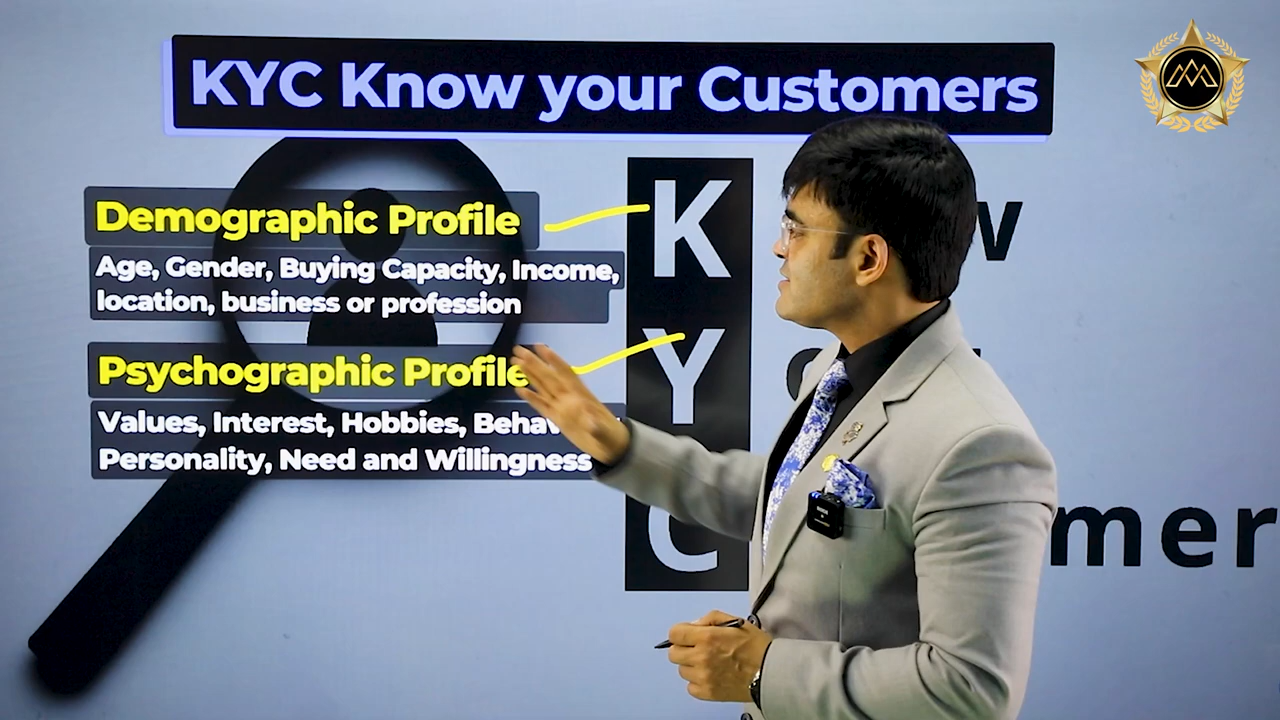 KYC Know your Customers
Demographic Profile
Age, Gender, Buying Capacity, Income,
location, business or profession
Psychographic Profile
Values, Interest, Hobbies,
Personality, Need and Willingness
K
Y
C